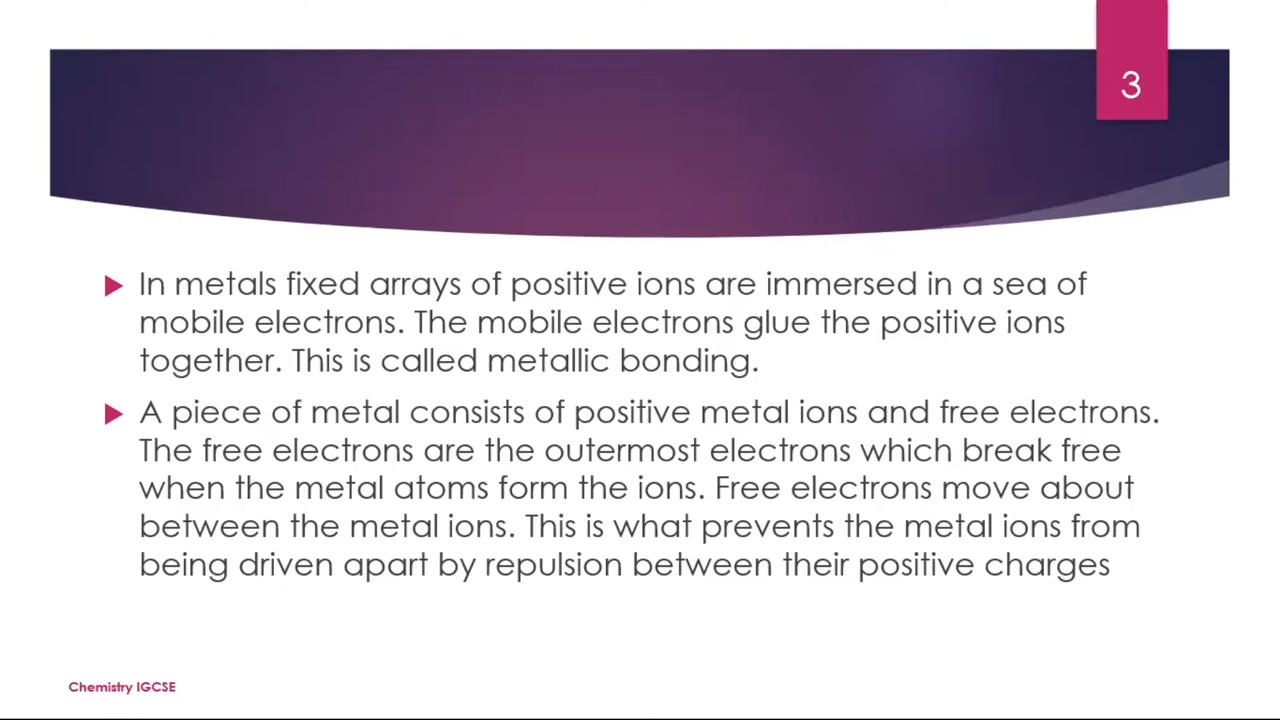 3
In metals fixed arrays of positive ions are immersed in a sea of
mobile electrons. The mobile electrons glue the positive ions
together. This is called metallic bonding.
A piece of metal consists of positive metal ions and free electrons.
The free electrons are the outermost electrons which break free
when the metal atoms form the ions. Free electrons move about
between the metal ions. This is what prevents the metal ions from
being driven apart by repulsion between their positive charges
Chemistry IGCSE